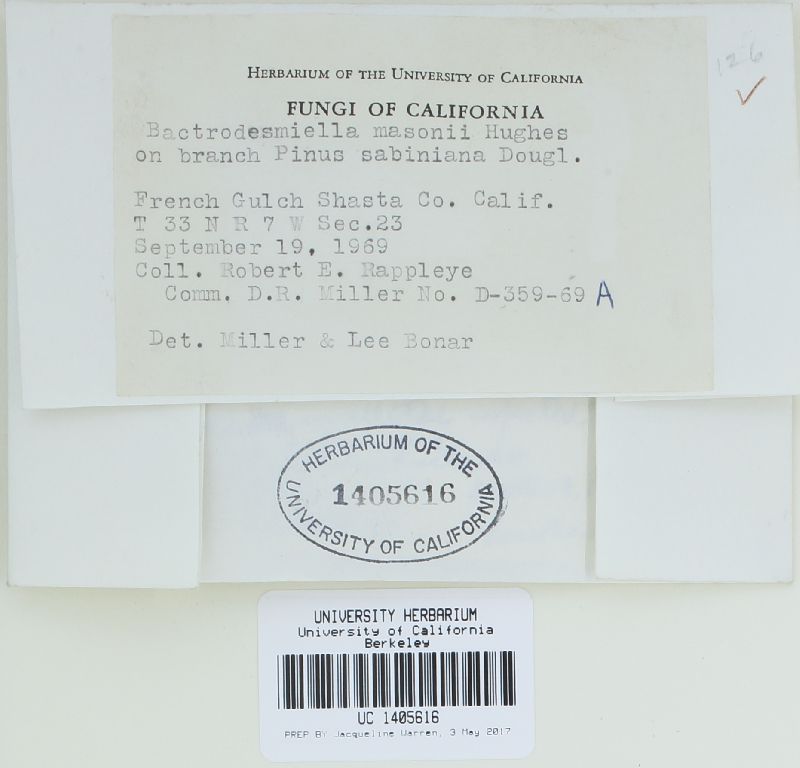 HERBARIUM OF THE UNIVERSITY OF CALIFORNIA
126
FUNGI OF CALIFORNIA
Bactrodesmiella masonii Hughes
on branch Pinus sabiniana Dougl.
French Gulch Shasta Co. Calif.
T 33 N R 7 W Sec.23
September 19, 1969
Coll. Robert E. Rappleye
Comm. D.R. Miller No. D-359-69 A
Det. Miller & Lee Bonar
HERBARIUM OF THE
1405616
UNIVERSITY OF CALIFORNIA
UNIVERSITY HERBARIUM
University of California
Berkeley
UC 1405616
PREP BY Jacqueline Warren, 3 May 2017